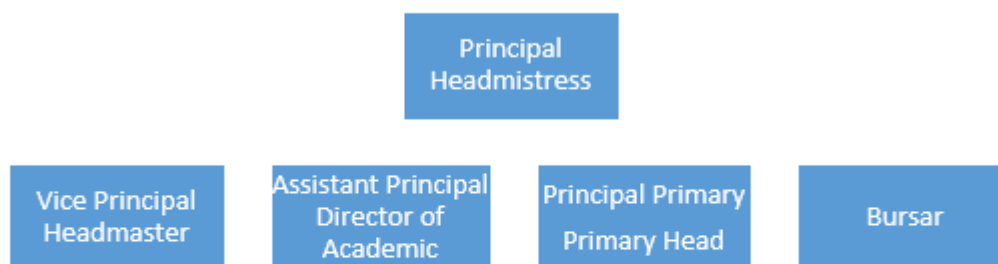 Principal
Headmistress
Vice Principal
Headmaster
Assistant Principal
Director of
Academic
Principal Primary
Primary Head
Bursar